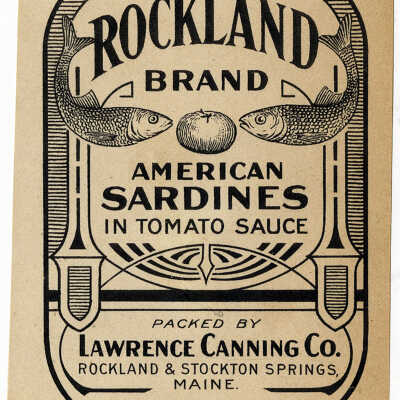 ROCKLAND
BRAND
AMERICAN
SARDINES
IN TOMATO SAUCE
PACKED BY
LAWRENCE CANNING CO.
ROCKLAND & STOCKTON SPRINGS,
MAINE.